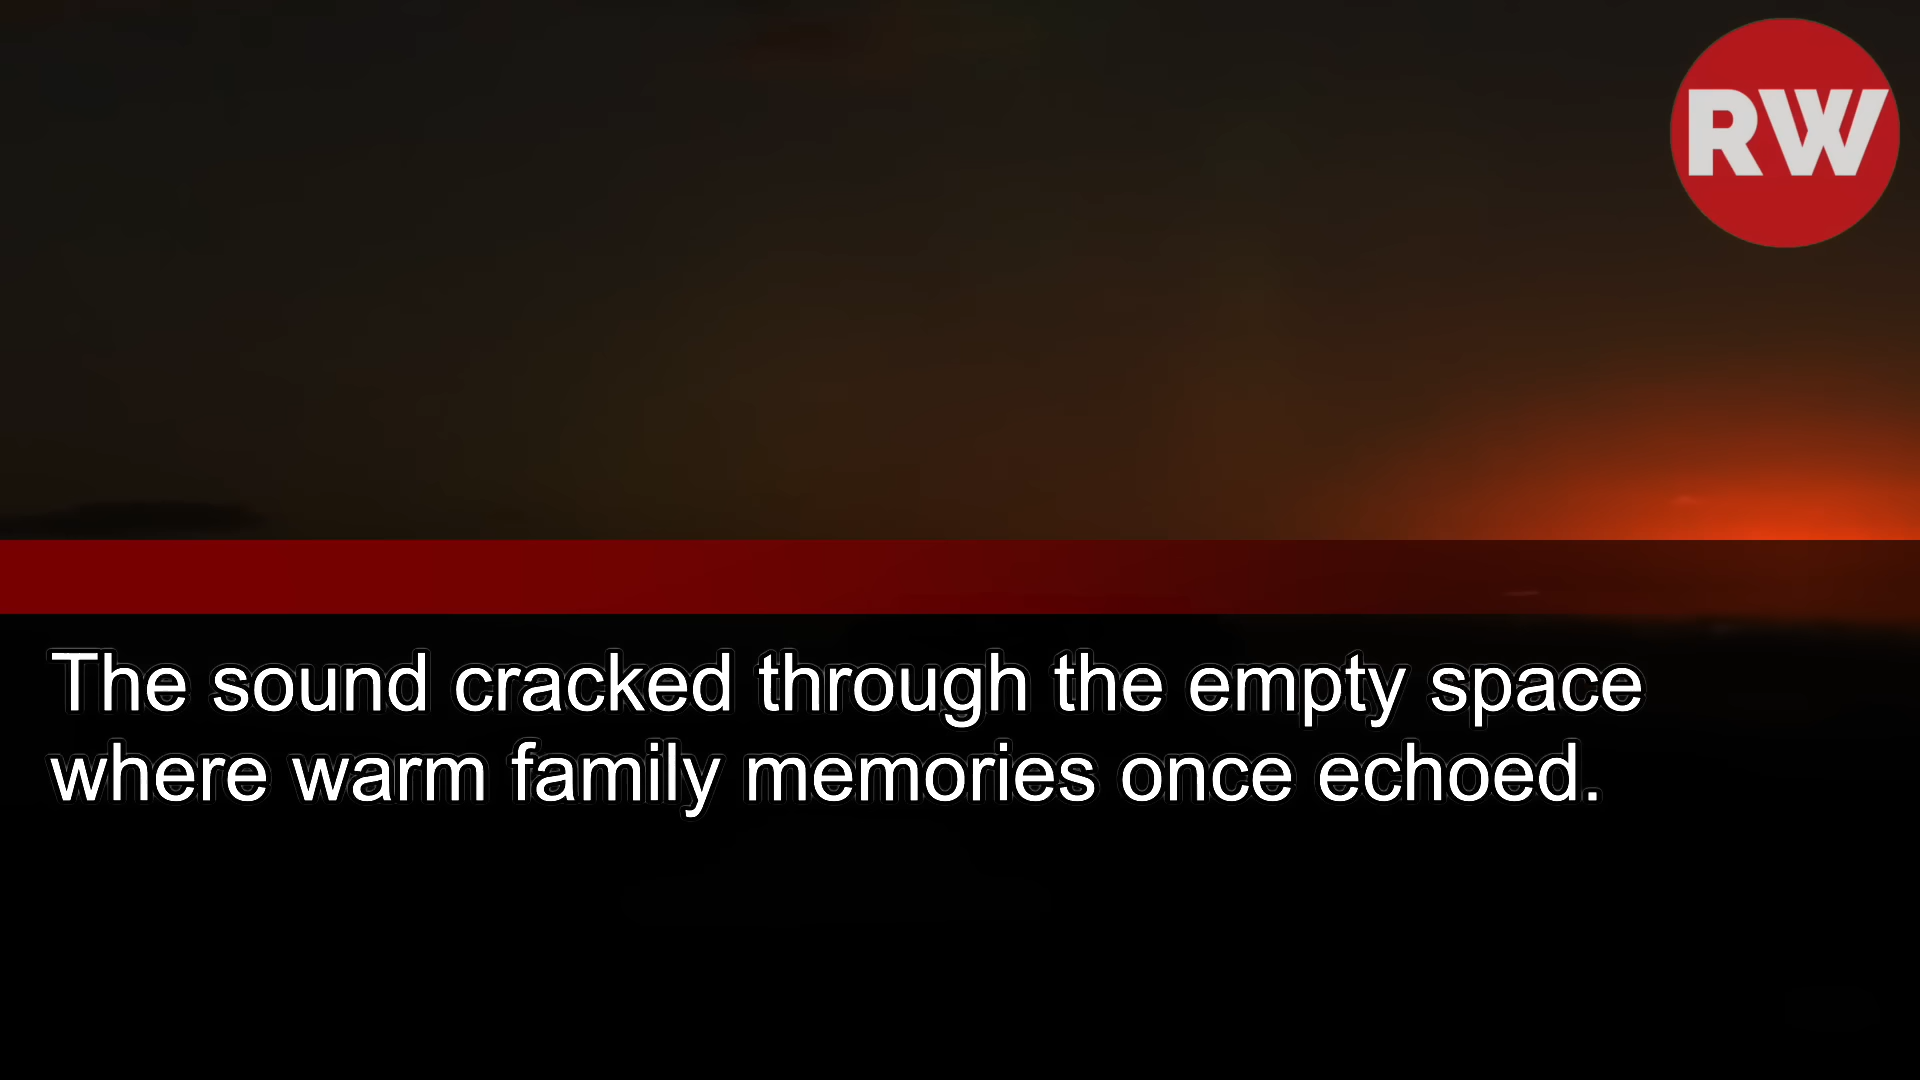 RW
The sound cracked through the empty space
where warm family memories once echoed.